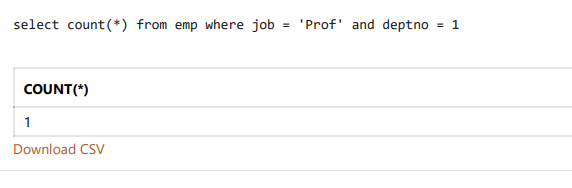 select count(*) from emp where job = 'Prof' and deptno = 1
COUNT(*)
1
Download CSV